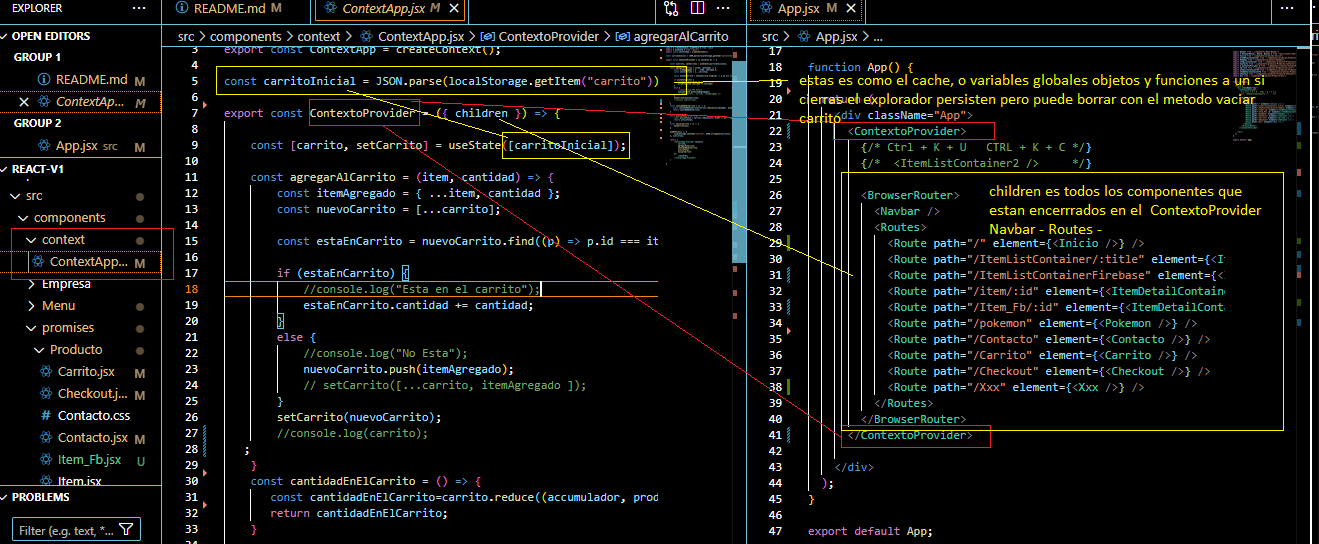 EXPLORER
···
README.md M
ContextApp.jsx M
App.jsx M
···
OPEN EDITORS
GROUP 1
README.md M
ContextAp... M
GROUP 2
App.jsx src M
REACT-V1
src
components
context
ContextApp... M
Empresa
Menu
promises
Producto
Carrito.jsx M
Checkout.j... M
# Contacto.css
Contacto.jsx M
Item_Fb.jsx U
Item.jsx
PROBLEMS
Filter (e.g. text, *...
src > components > context > ContextApp.jsx > ContextoProvider > agregarAlCarrito
3 export const ContextApp = createContext();
4
5 const carritoInicial = JSON.parse(localStorage.getItem("carrito"))
6
7 export const ContextoProvider = ({ children }) => {
8
9 const [carrito, setCarrito] = useState([carritoInicial]);
10
11 const agregarAlCarrito = (item, cantidad) => {
12 const itemAgregado = { ...item, cantidad };
13 const nuevoCarrito = [...carrito];
14
15 const estaEnCarrito = nuevoCarrito.find((p) => p.id === it
16
17 if (estaEnCarrito) {
18 //console.log("Esta en el carrito");
19 estaEnCarrito.cantidad += cantidad;
20 }
21 else {
22 //console.log("No Esta");
23 nuevoCarrito.push(itemAgregado);
24 // setCarrito([...carrito, itemAgregado ]);
25 }
26 setCarrito(nuevoCarrito);
27 //console.log(carrito);
28 ;
29 }
30 const cantidadEnElCarrito = () => {
31 const cantidadEnElCarrito=carrito.reduce((accumulador, prod
32 return cantidadEnElCarrito;
33 }
src > App.jsx > ...
17
18 function App() {
19
20
21 <div className="App">
22 <ContextoProvider>
23 {/* Ctrl + K + U CTRL + K + C */}
24 {/* <ItemListContainer2 /> */}
25
26 <BrowserRouter>
27 <Navbar />
28 <Routes>
29 <Route path="/" element={<Inicio />} />
30 <Route path="/ItemListContainer/:title" element={<I
31 <Route path="/ItemListContainerFirebase" element={<
32 <Route path="/item/:id" element={<ItemDetailContain
33 <Route path="/Item_Fb/:id" element={<ItemDetailCont
34 <Route path="/pokemon" element={<Pokemon />} />
35 <Route path="/Contacto" element={<Contacto />} />
36 <Route path="/Carrito" element={<Carrito />} />
37 <Route path="/Checkout" element={<Checkout />} />
38 <Route path="/Xxx" element={<Xxx />} />
39 </Routes>
40 </BrowserRouter>
41 </ContextoProvider>
42
43 </div>
44 );
45 }
46
47 export default App;
estas es como el cache, o variables globales objetos y funciones a un si
cierras el explorador persisten pero puede borrar con el metodo vaciar
carrito
children es todos los componentes que
estan encerrrados en el ContextoProvider
Navbar - Routes -